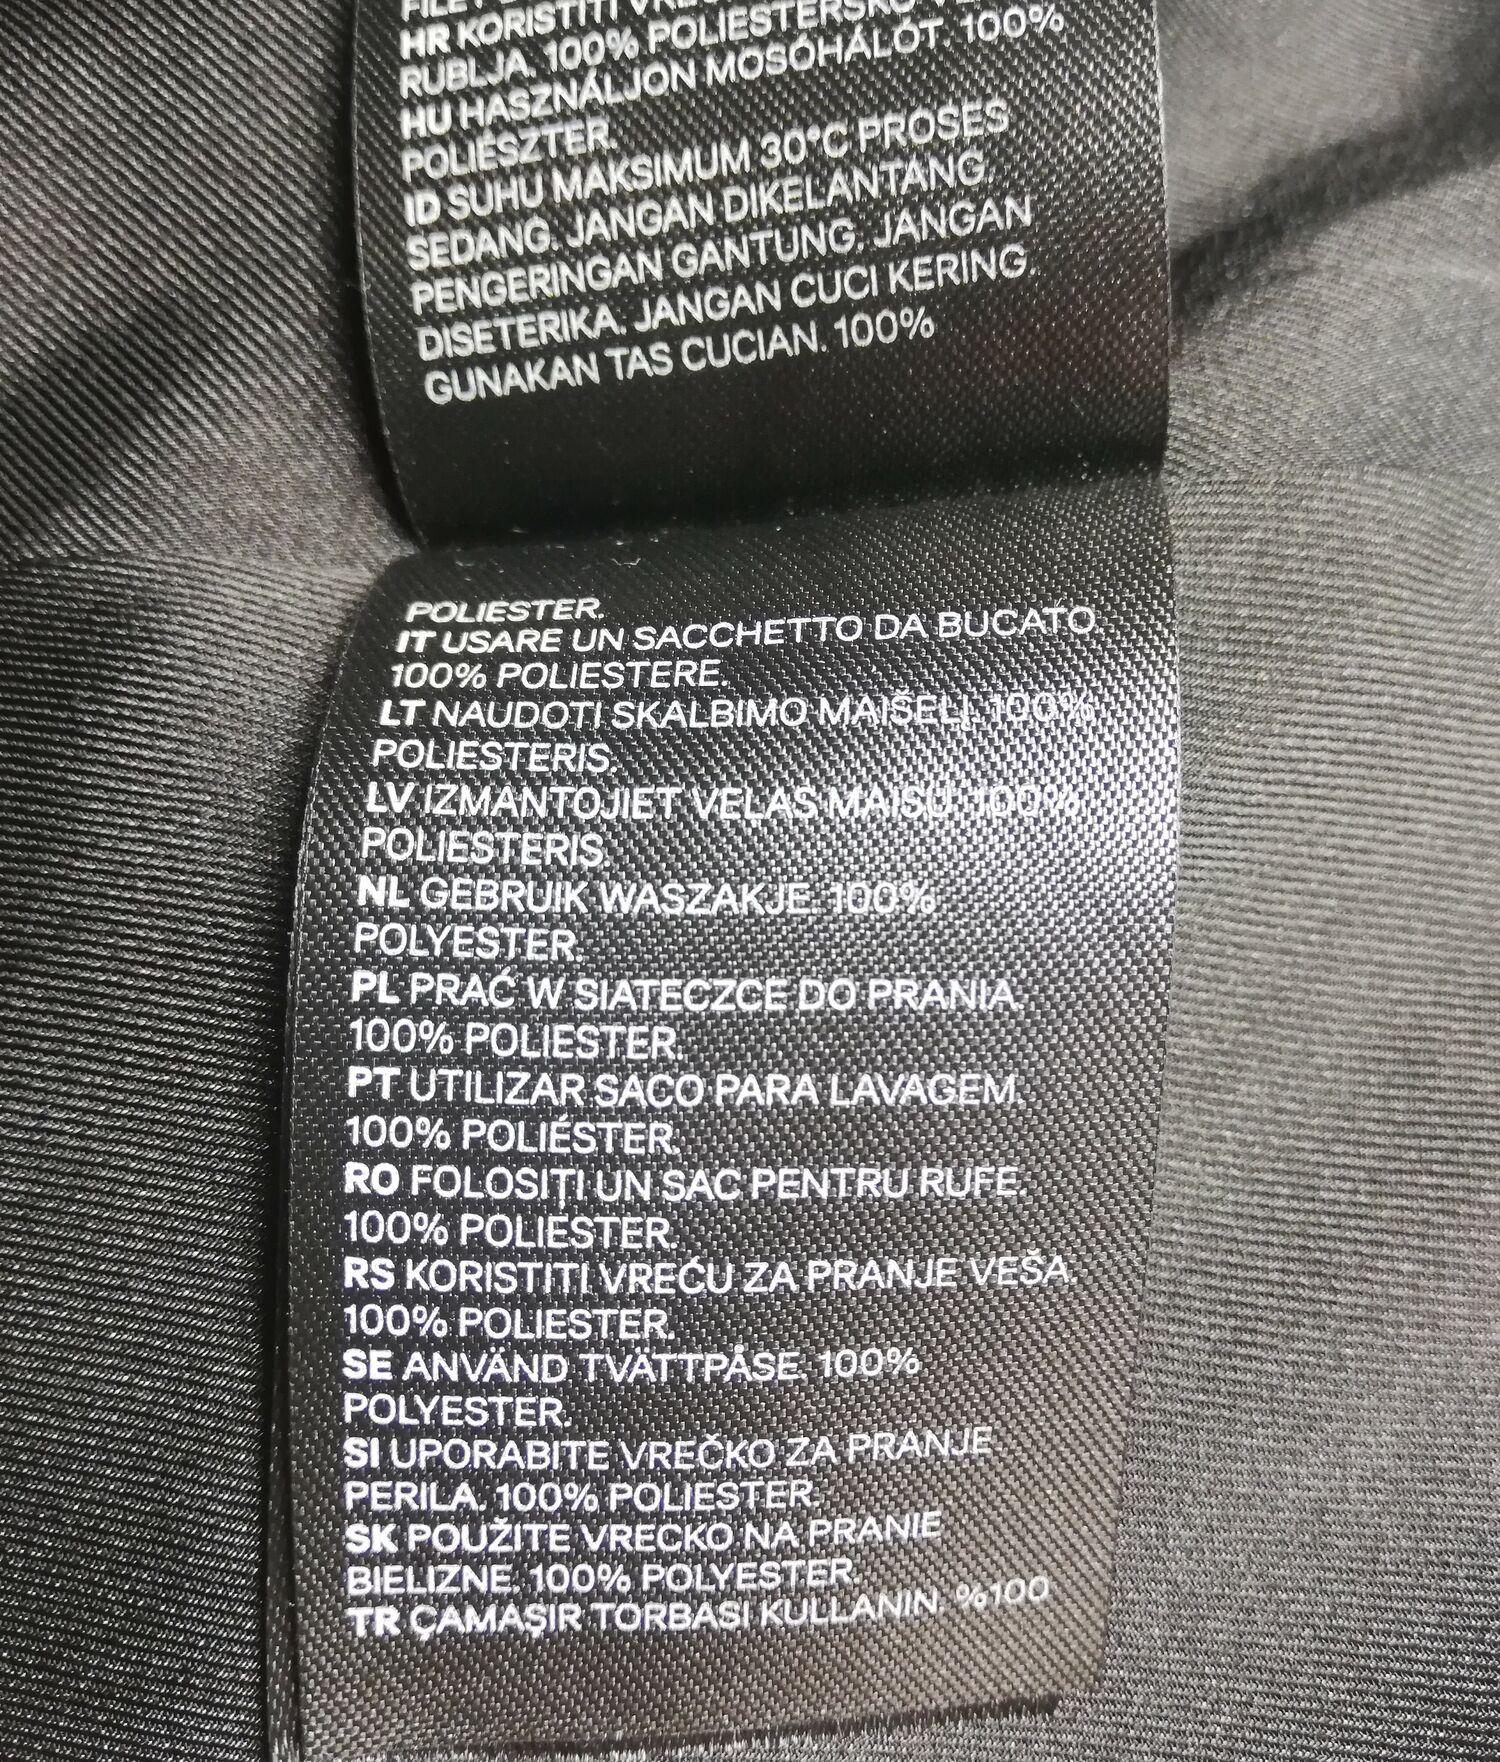 HR KORISTITI
RUBLJA. 100% POLIESTERSKO
HU HASZNÁLJON MOSÓHÁLÓT. 100%
POLIÉSZTER.
ID SUHU MAKSIMUM 30°C PROSES
SEDANG. JANGAN DIKELANTANG.
PENGERINGAN GANTUNG. JANGAN
DISETERIKA. JANGAN CUCI KERING.
GUNAKAN TAS CUCIAN. 100%
POLIESTER.
IT USARE UN SACCHETTO DA BUCATO.
100% POLIESTERE.
LT NAUDOTI SKALBIMO MAIŠELĮ. 100%
POLIESTERIS.
LV IZMANTOJIET VEĻAS MAISU. 100%
POLIESTERIS.
NL GEBRUIK WASZAKJE. 100%
POLYESTER.
PL PRAĆ W SIATECZCE DO PRANIA.
100% POLIESTER.
PT UTILIZAR SACO PARA LAVAGEM.
100% POLIÉSTER.
RO FOLOSIȚI UN SAC PENTRU RUFE.
100% POLIESTER.
RS KORISTITI VREĆU ZA PRANJE VEŠA.
100% POLIESTER.
SE ANVÄND TVÄTTPÅSE. 100%
POLYESTER.
SI UPORABITE VREČKO ZA PRANJE
PERILA. 100% POLIESTER.
SK POUŽITE VRECKO NA PRANIE
BIELIZNE. 100% POLYESTER.
TR ÇAMAŞIR TORBASI KULLANIN. %100